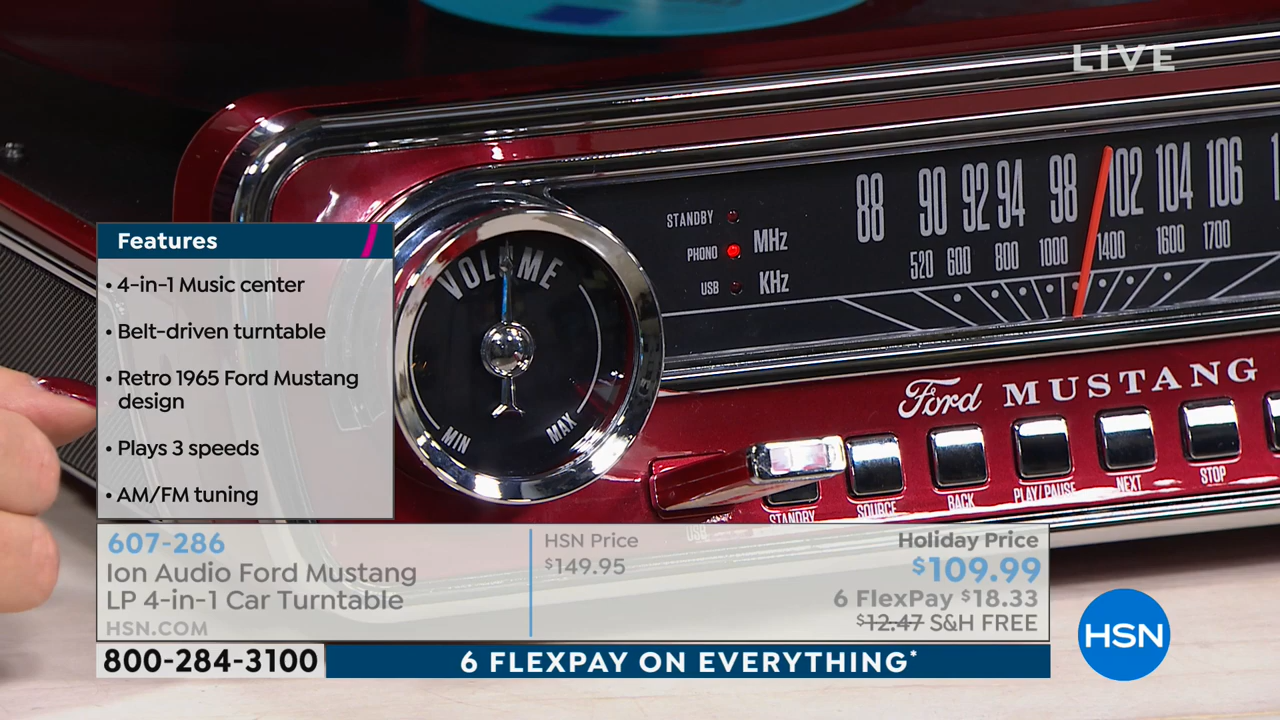 LIVE
88 90 92 94 98 102 104 106
STANDBY
PHONO
USB
MHz
KHz
520 600 800 1000 1400 1600 1700
VOLUME
MIN
MAX
Ford MUSTANG
STANDBY
SOURCE
BACK
PLAY/PAUSE
NEXT
STOP
USB
Features
• 4-in-1 Music center
• Belt-driven turntable
• Retro 1965 Ford Mustang
design
• Plays 3 speeds
• AM/FM tuning
607-286
Ion Audio Ford Mustang
LP 4-in-1 Car Turntable
HSN.COM
HSN Price
$149.95
Holiday Price
$109.99
6 FlexPay $18.33
$12.47 S&H FREE
800-284-3100
6 FLEXPAY ON EVERYTHING*
HSN